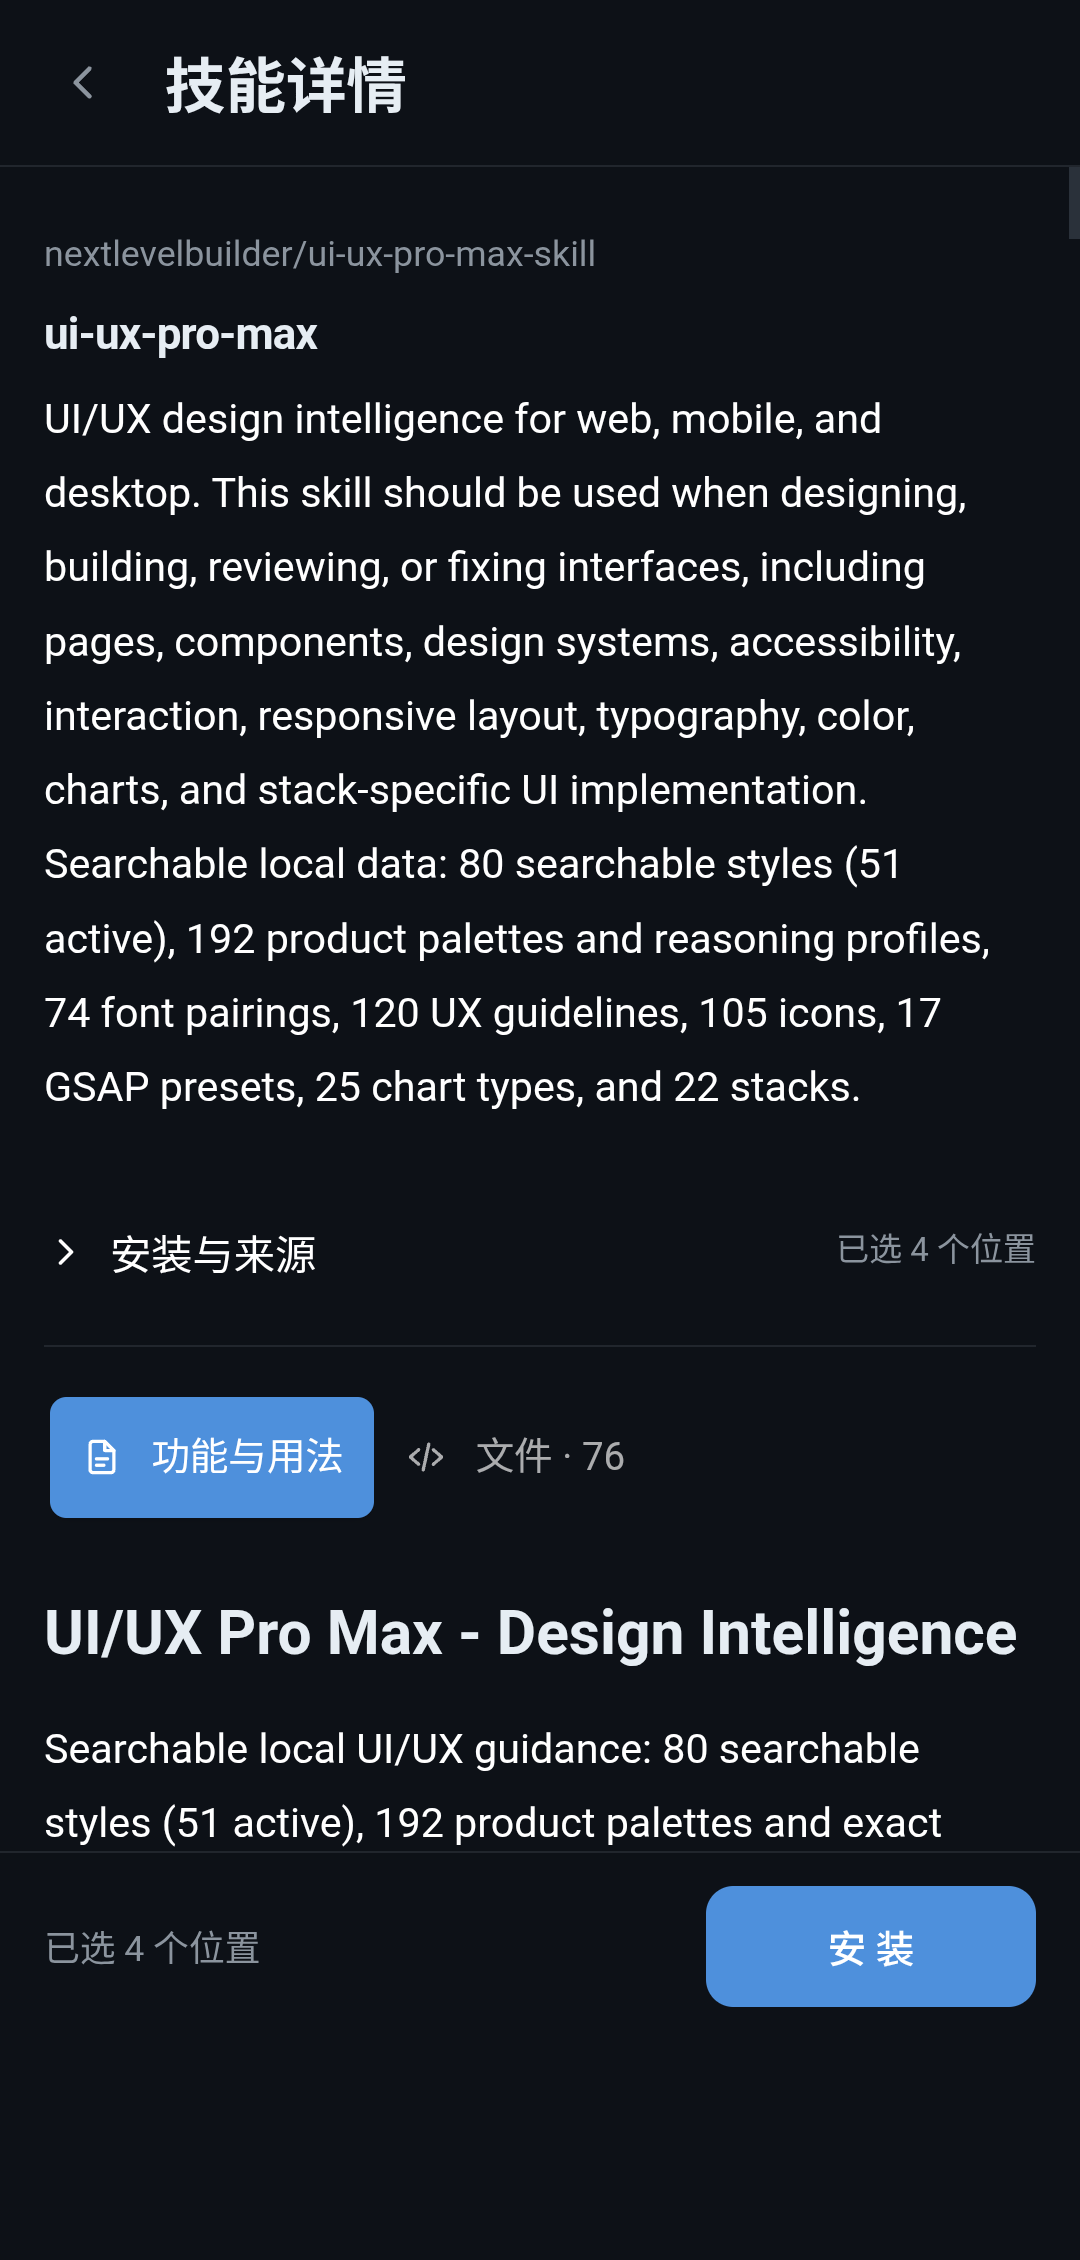 技能详情
nextlevelbuilder/ui-ux-pro-max-skill
ui-ux-pro-max
UI/UX design intelligence for web, mobile, and
desktop. This skill should be used when designing,
building, reviewing, or fixing interfaces, including
pages, components, design systems, accessibility,
interaction, responsive layout, typography, color,
charts, and stack-specific UI implementation.
Searchable local data: 80 searchable styles (51
active), 192 product palettes and reasoning profiles,
74 font pairings, 120 UX guidelines, 105 icons, 17
GSAP presets, 25 chart types, and 22 stacks.
安装与来源 已选 4 个位置
功能与用法 </> 文件 · 76
UI/UX Pro Max - Design Intelligence
Searchable local UI/UX guidance: 80 searchable
styles (51 active), 192 product palettes and exact
已选 4 个位置 安 装